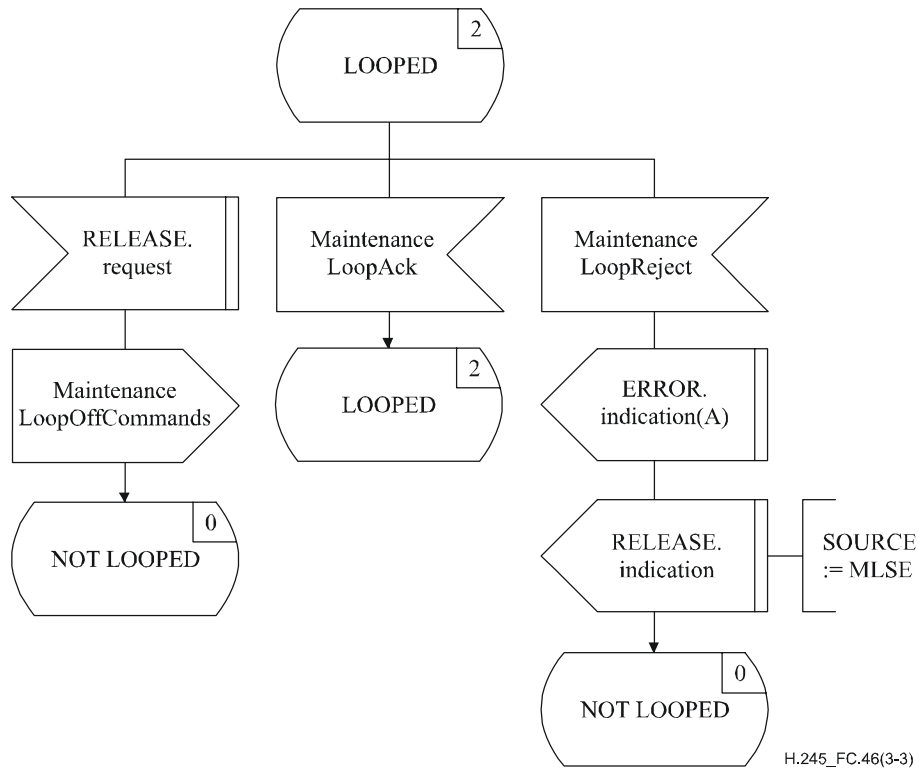 2
LOOPED
RELEASE.
request
Maintenance
LoopAck
Maintenance
LoopReject
Maintenance
LoopOffCommands
2
LOOPED
ERROR.
indication(A)
0
NOT LOOPED
RELEASE.
indication
SOURCE
:= MLSE
0
NOT LOOPED
H.245_FC.46(3-3)